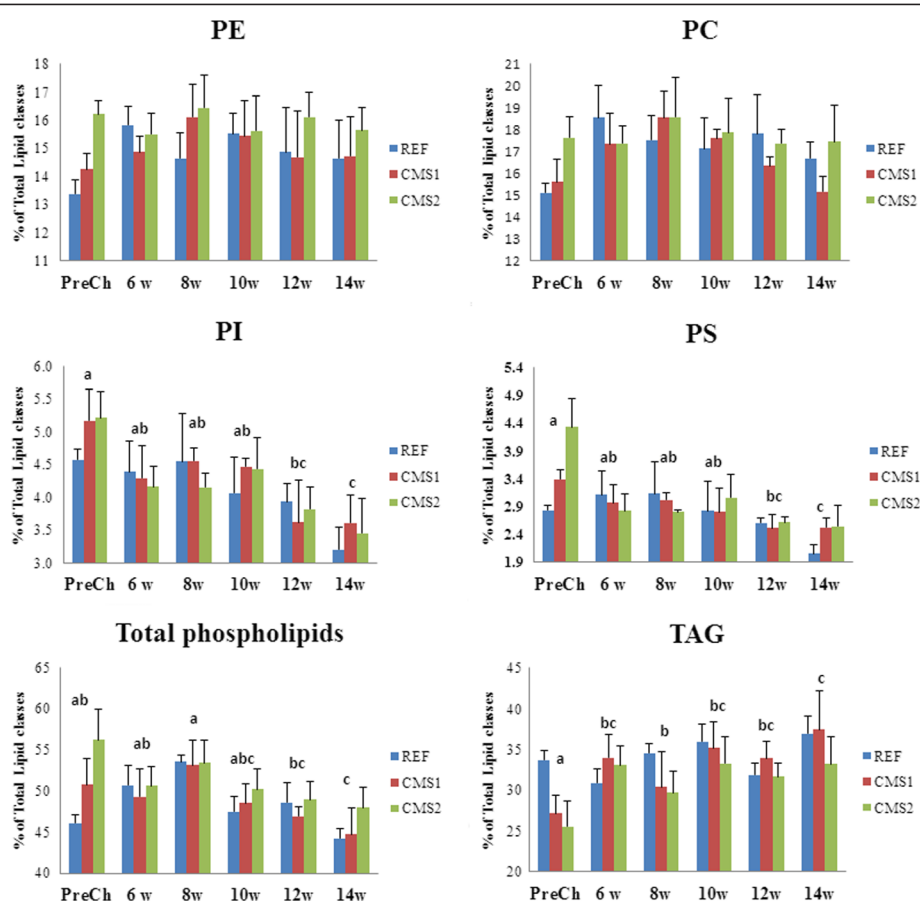 PE
% of Total Lipid classes
18
17
16
15
14
13
12
11
PreCh 6 w 8w 10w 12w 14w
REF
CMS1
CMS2
PC
% of Total lipid classes
21
20
19
18
17
16
15
14
13
12
PreCh 6 w 8w 10w 12w 14w
REF
CMS1
CMS2
PI
% of Total Lipid classes
6.0
5.5
5.0
4.5
4.0
3.5
3.0
a ab ab ab bc c
PreCh 6 w 8w 10w 12w 14w
REF
CMS1
CMS2
PS
% of Total Lipid classes
5.4
4.9
4.4
3.9
3.4
2.9
2.4
1.9
a ab ab ab bc c
PreCh 6 w 8w 10w 12w 14w
REF
CMS1
CMS2
Total phospholipids
% of Total Lipid classes
65
60
55
50
45
40
ab ab a abc bc c
PreCh 6 w 8w 10w 12w 14w
REF
CMS1
CMS2
TAG
% of Total Lipid classes
45
40
35
30
25
20
a bc b bc bc c
PreCh 6 w 8w 10w 12w 14w
REF
CMS1
CMS2